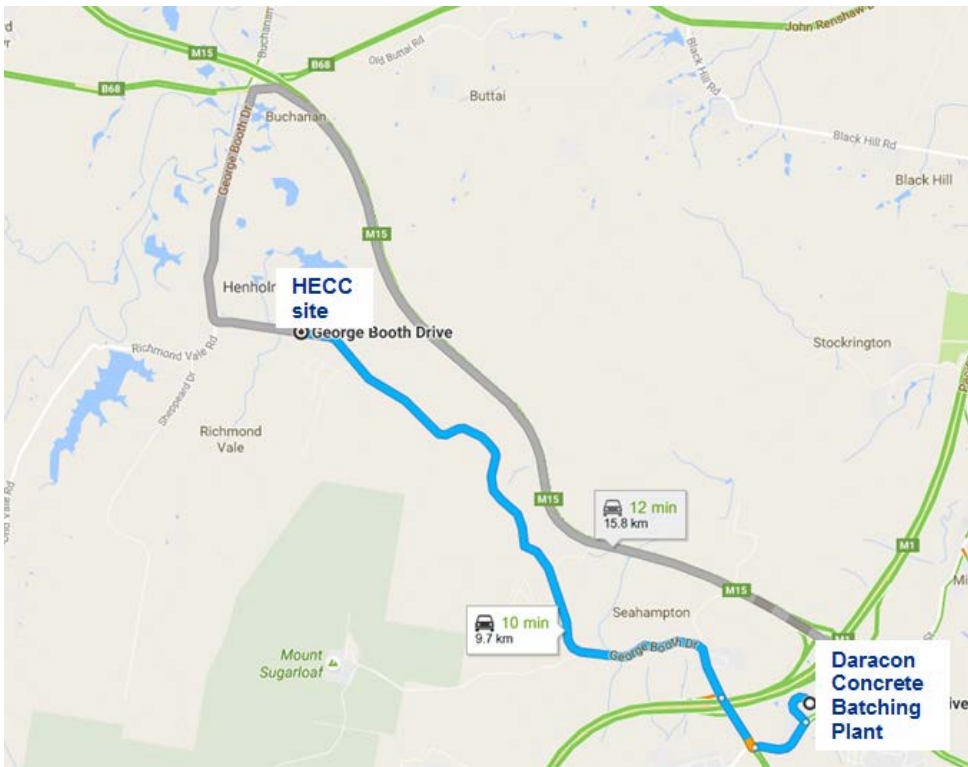 M15
Buchanan
B68
Old Buttai Rd
John Renshaw
B68
Buttai
Black Hill Rd
Buchanan
George Booth Dr
Black Hill Rd
Black Hill
M15
HECC
site
George Booth Drive
Richmond Vale Rd
Sheppeard Dr
Stockrington
Richmond
Vale
M15
12 min
15.8 km
M1
M15
10 min
9.7 km
Seahampton
George Booth Dr
Mount
Sugarloaf
Daracon
Concrete
Batching
Plant